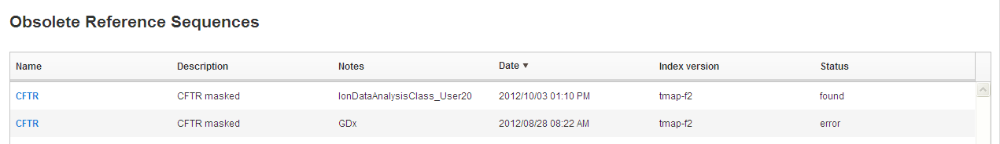 Obsolete Reference Sequences
Name Description Notes Date Index version Status
CFTR CFTR masked IonDataAnalysisClass_User20 2012/10/03 01:10 PM tmap-f2 found
CFTR CFTR masked GDx 2012/08/28 08:22 AM tmap-f2 error